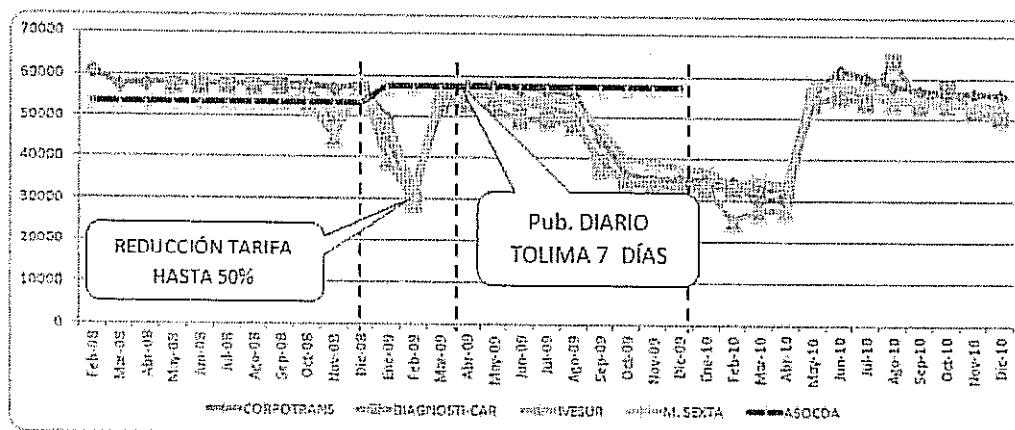 70000
60000
50000
40000
30000
20000
10000
0
REDUCCIÓN TARIFA
HASTA 50%
Pub. DIARIO
TOLIMA 7 DÍAS
Feb-08
Mar-08
Abr-08
May-08
Jun-08
Jul-08
Ago-08
Sep-08
Oct-08
Nov-08
Dic-08
Ene-09
Feb-09
Mar-09
Abr-09
May-09
Jun-09
Jul-09
Ago-09
Sep-09
Oct-09
Nov-09
Dic-09
Ene-10
Feb-10
Mar-10
Abr-10
May-10
Jun-10
Jul-10
Ago-10
Sep-10
Oct-10
Nov-10
Dic-10
CORPOTRANS DIAGNOSTI-CAR IVESUR M. SEXTA ASOCDA